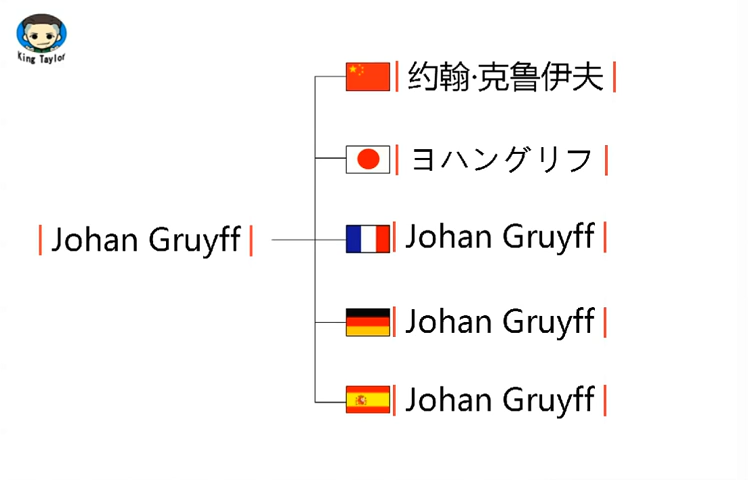 King Taylor
约翰·克鲁伊夫
ヨハングリフ
Johan Gruyff
Johan Gruyff
Johan Gruyff
Johan Gruyff